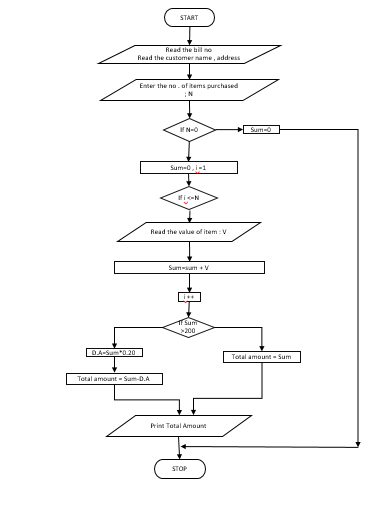 START
Read the bill no
Read the customer name , address
Enter the no . of items purchased
; N
If N=0
Sum=0
Sum=0 , i=1
If i <=N
Read the value of item : V
Sum=sum + V
i ++
If Sum
>200
D.A=Sum*0.20
Total amount = Sum
Total amount = Sum-D.A
Print Total Amount
STOP